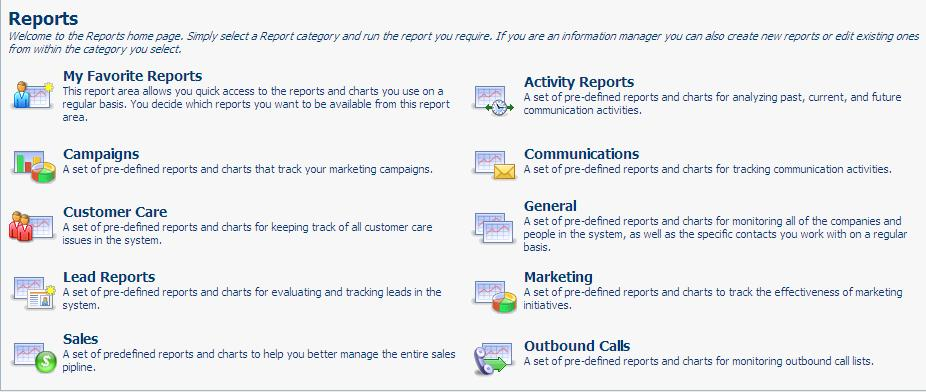 Reports
Welcome to the Reports home page. Simply select a Report category and run the report you require. If you are an information manager you can also create new reports or edit existing ones
from within the category you select.
My Favorite Reports
This report area allows you quick access to the reports and charts you use on a
regular basis. You decide which reports you want to be available from this report
area.
Activity Reports
A set of pre-defined reports and charts for analyzing past, current, and future
communication activities.
Campaigns
A set of pre-defined reports and charts that track your marketing campaigns.
Communications
A set of pre-defined reports and charts for tracking communication activities.
Customer Care
A set of pre-defined reports and charts for keeping track of all customer care
issues in the system.
General
A set of pre-defined reports and charts for monitoring all of the companies and
people in the system, as well as the specific contacts you work with on a regular
basis.
Lead Reports
A set of pre-defined reports and charts for evaluating and tracking leads in the
system.
Marketing
A set of pre-defined reports and charts to track the effectiveness of marketing
initiatives.
Sales
A set of predefined reports and charts to help you better manage the entire sales
pipline.
Outbound Calls
A set of pre-defined reports and charts for monitoring outbound call lists.